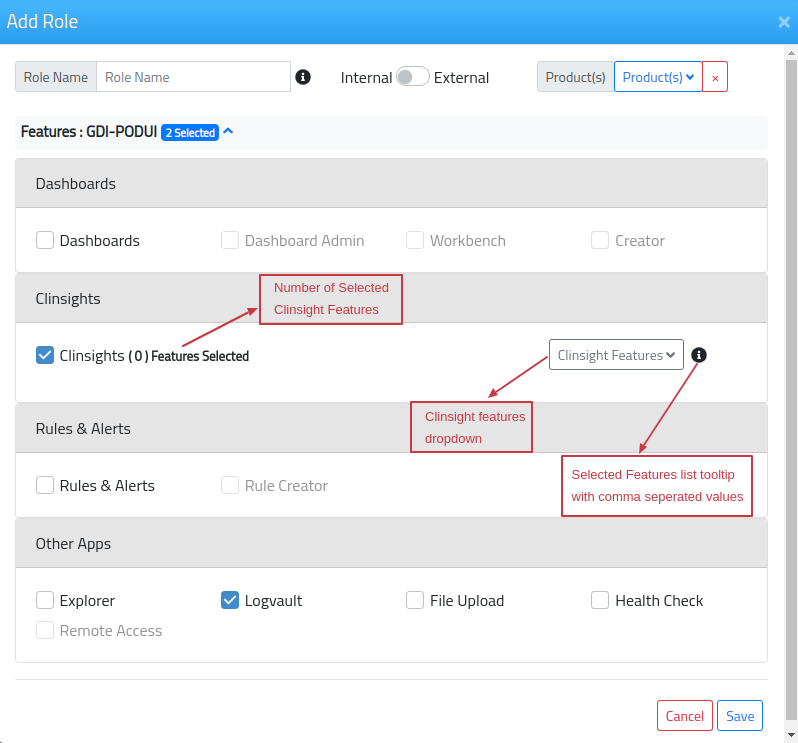 Add Role
×
Role Name Role Name Internal External Product(s) Product(s) ×
Features : GDI-PODUI 2 Selected
Dashboards
Dashboards Dashboard Admin Workbench Creator
Clinsights
Number of Selected
Clinsight Features
Clinsights ( 0 ) Features Selected Clinsight Features
Rules & Alerts
Clinsight features
dropdown
Rules & Alerts Rule Creator
Selected Features list tooltip
with comma seperated values
Other Apps
Explorer Logvault File Upload Health Check
Remote Access
Cancel Save